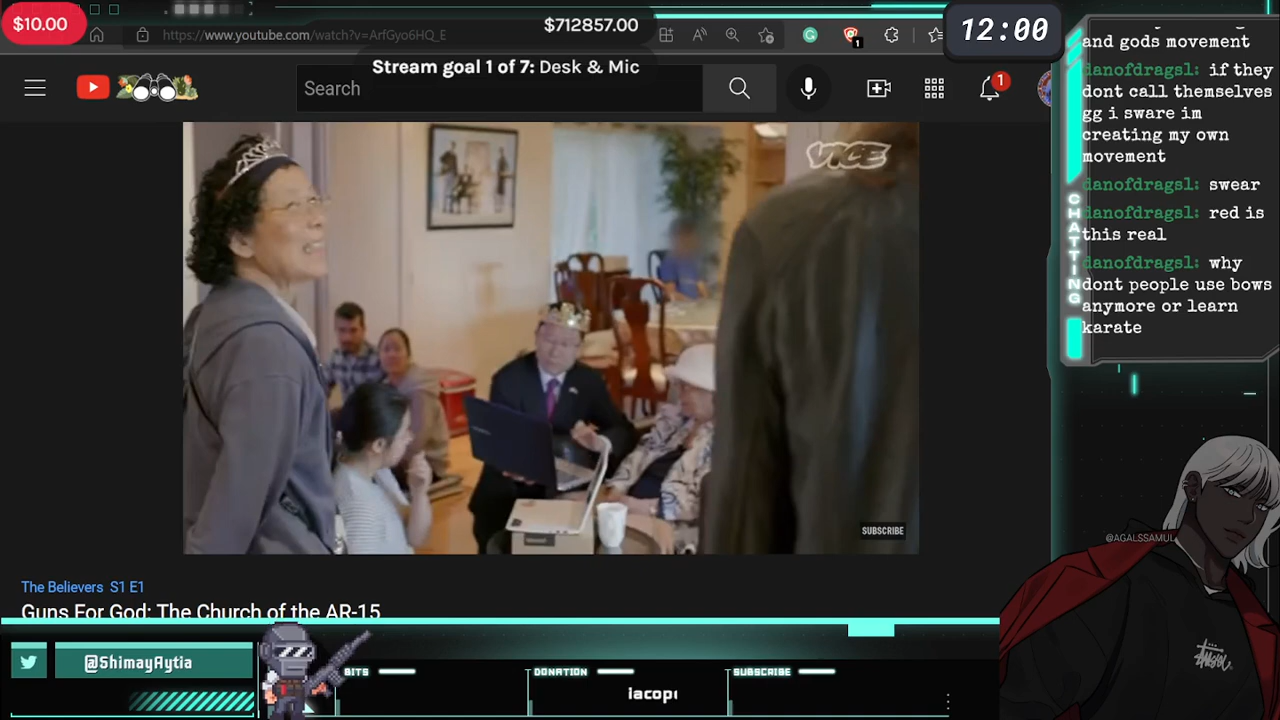 $10.00
https://www.youtube.com/watch?v=ArfGyo6HQ_E
$712857.00
12:00
Stream goal 1 of 7: Desk & Mic
Search
1
1
VICE
SUBSCRIBE
and gods movement
danofdragsl: if they
dont call themselves
gg i sware im
creating my own
movement
danofdragsl: swear
danofdragsl: red is
this real
danofdragsl: why
dont people use bows
anymore or learn
karate
CHATTING
@AGALSSAMUL
The Believers S1 E1
Guns For God: The Church of the AR-15
@ShimayAytia
BITS
DONATION
SUBSCRIBE
iacop